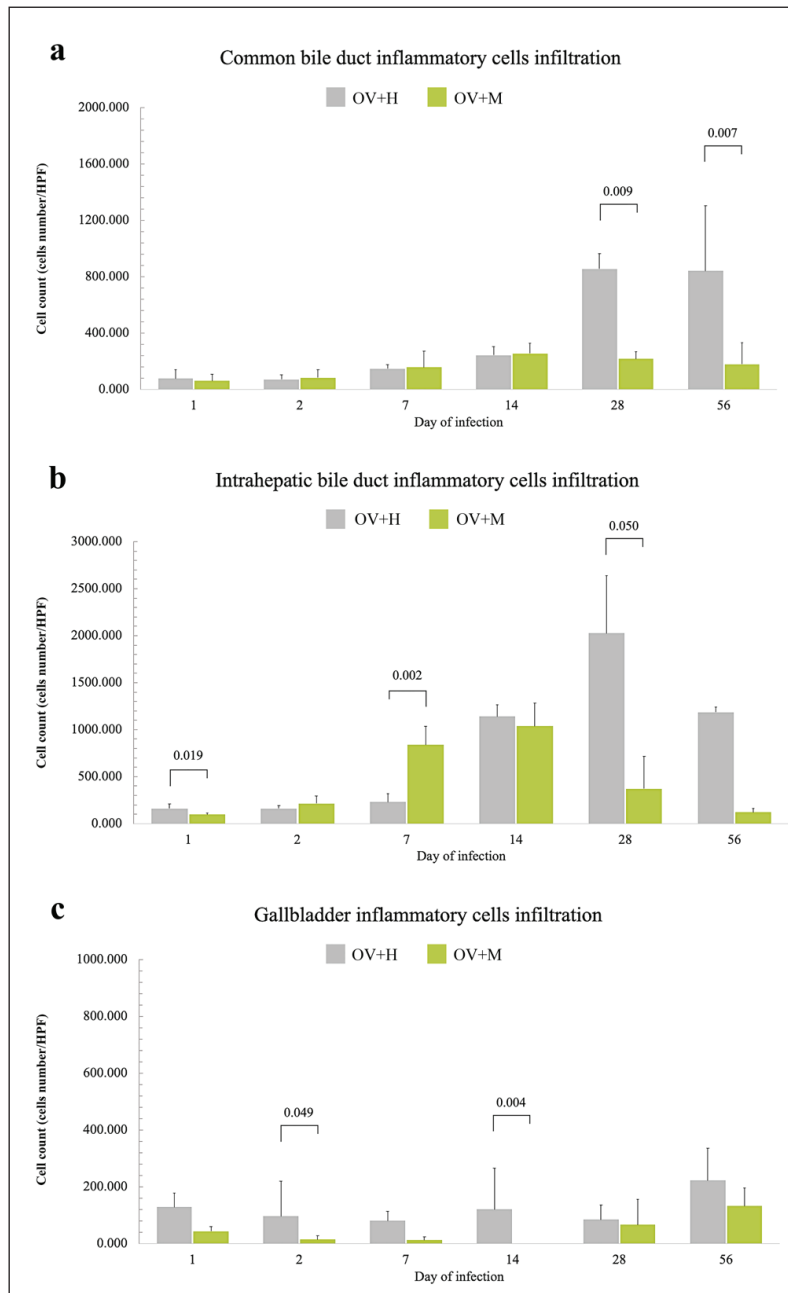 a
Common bile duct inflammatory cells infiltration
OV+H OV+M
Cell count (cells number/HPF)
2000.000
1600.000
1200.000
800.000
400.000
0.000
0.009
0.007
1 2 7 14 28 56
Day of infection
b
Intrahepatic bile duct inflammatory cells infiltration
OV+H OV+M
Cell count (cells number/HPF)
3000.000
2500.000
2000.000
1500.000
1000.000
500.000
0.000
0.019
0.002
0.050
1 2 7 14 28 56
Day of infection
c
Gallbladder inflammatory cells infiltration
OV+H OV+M
Cell count (cells number/HPF)
1000.000
800.000
600.000
400.000
200.000
0.000
0.049
0.004
1 2 7 14 28 56
Day of infection